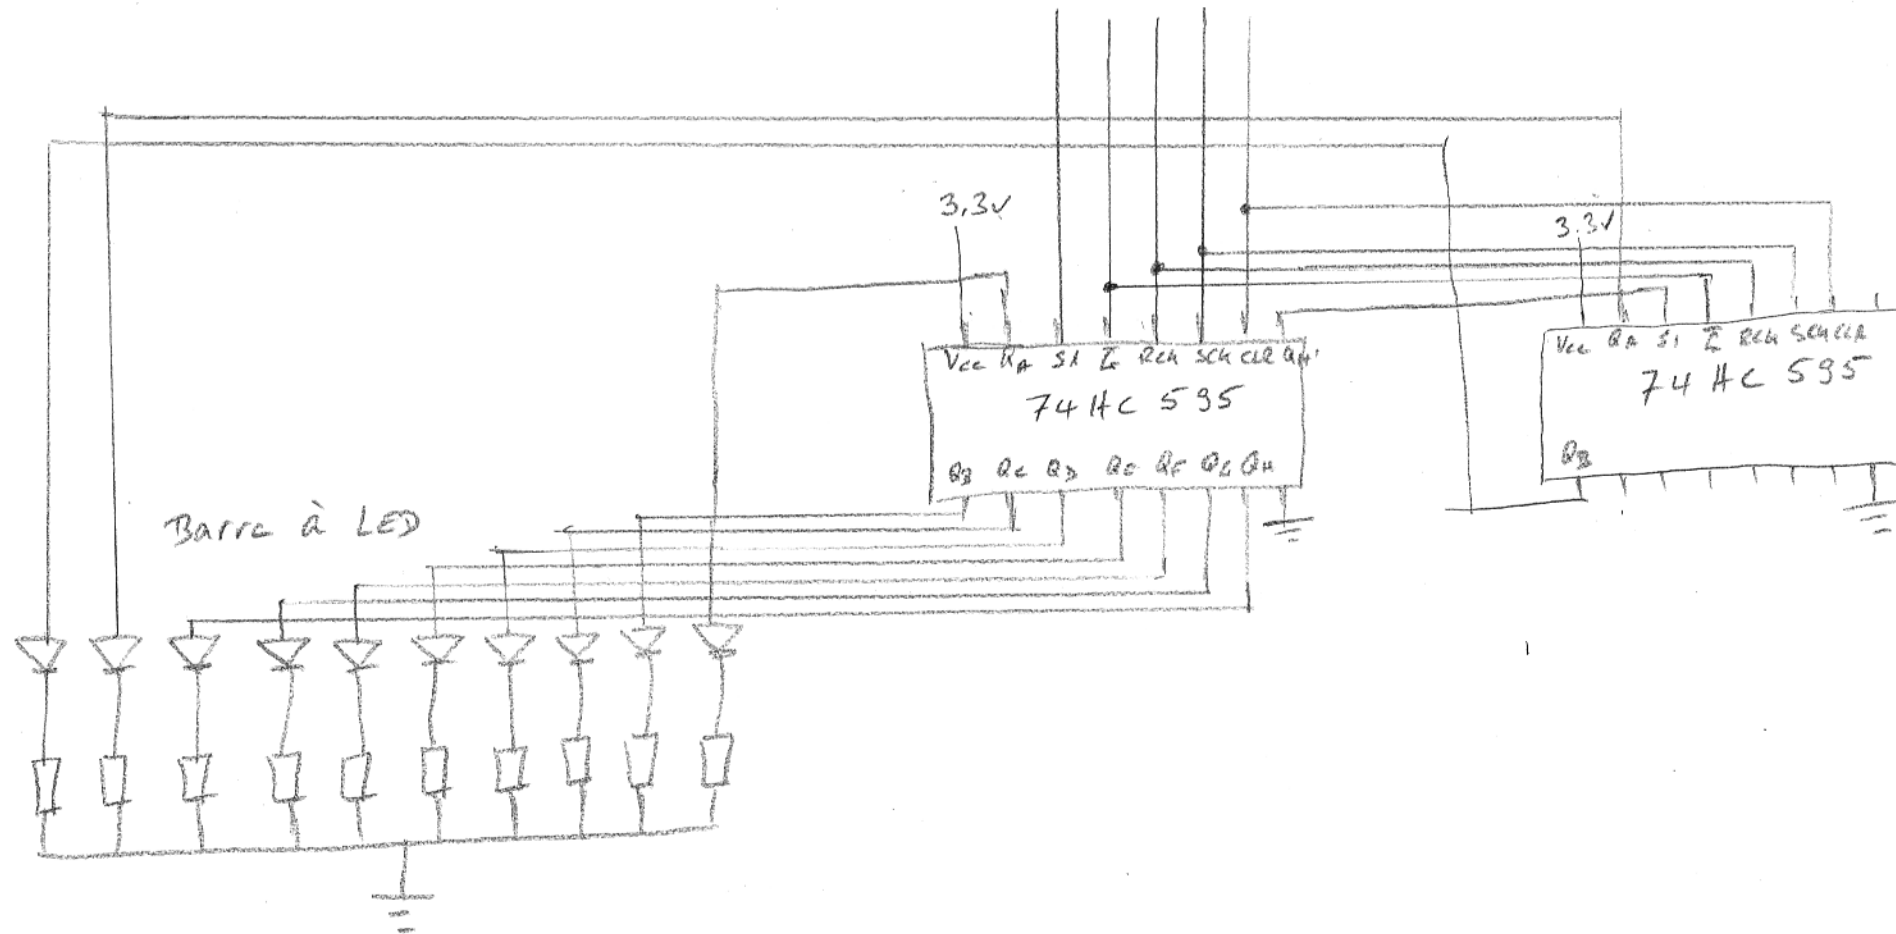 3.3V
3.3V
Vcc QA SI G RCK SCK CLR QH'
74HC595
QB QC QD QE QF QG QH
Vcc QA SI G RCK SCK CLR
74HC595
QB
Barre à LED